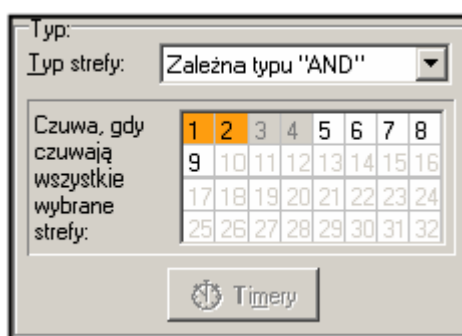 Typ:
Typ strefy: Zależna typu "AND"
Czuwa, gdy
czuwają
wszystkie
wybrane
strefy:
1 2 3 4 5 6 7 8
9 10 11 12 13 14 15 16
17 18 19 20 21 22 23 24
25 26 27 28 29 30 31 32
Timery